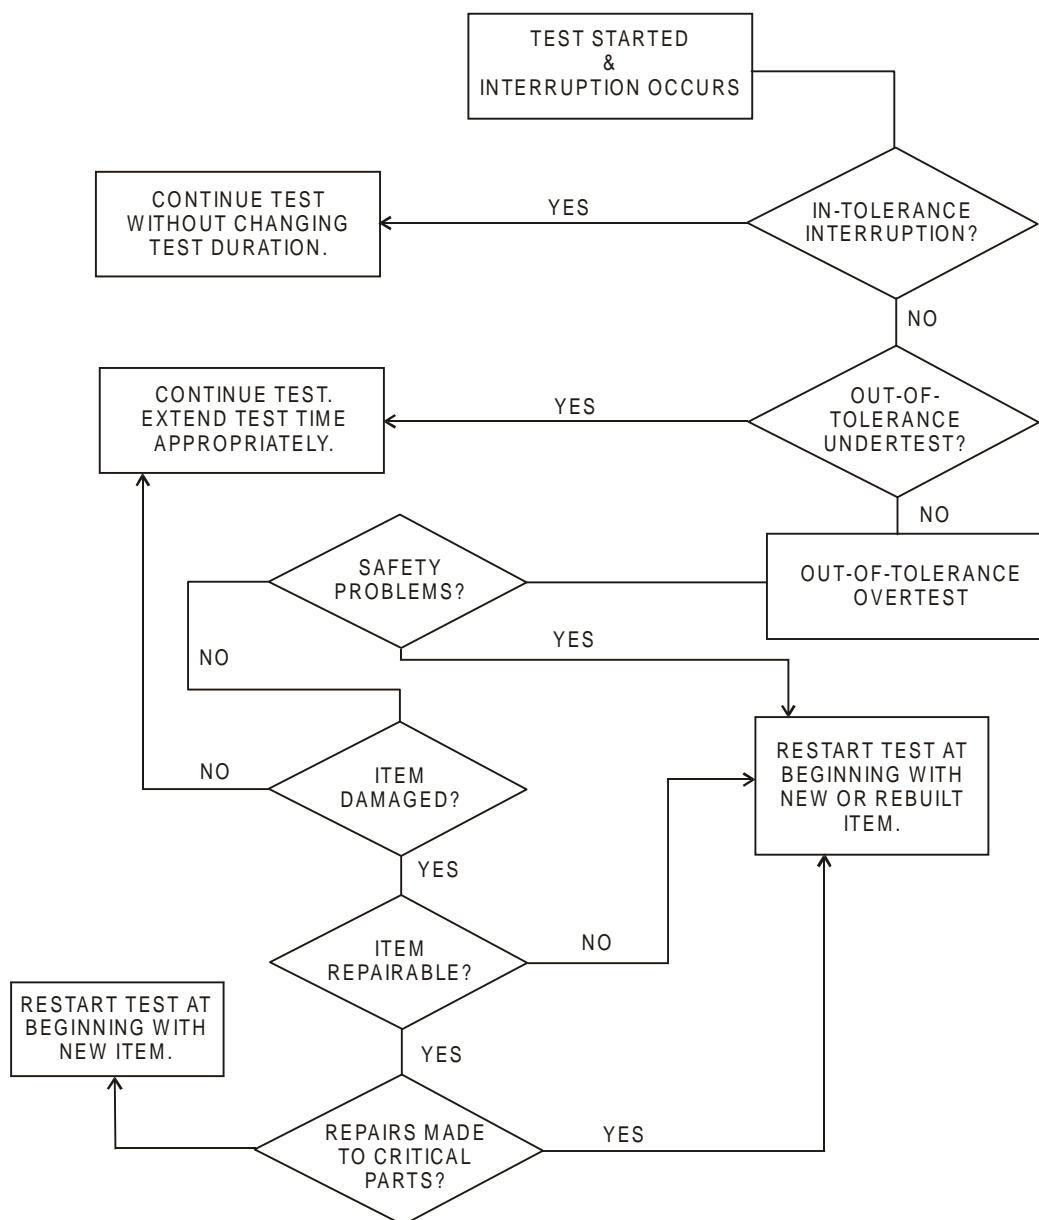 TEST STARTED
&
INTERRUPTION OCCURS
CONTINUE TEST
WITHOUT CHANGING
TEST DURATION.
YES
IN-TOLERANCE
INTERRUPTION?
NO
CONTINUE TEST.
EXTEND TEST TIME
APPROPRIATELY.
YES
OUT-OF-
TOLERANCE
UNDERTEST?
NO
SAFETY
PROBLEMS?
OUT-OF-TOLERANCE
OVERTEST
YES
NO
NO
ITEM
DAMAGED?
RESTART TEST AT
BEGINNING WITH
NEW OR REBUILT
ITEM.
YES
ITEM
REPAIRABLE?
NO
RESTART TEST AT
BEGINNING WITH
NEW ITEM.
YES
REPAIRS MADE
TO CRITICAL
PARTS?
YES